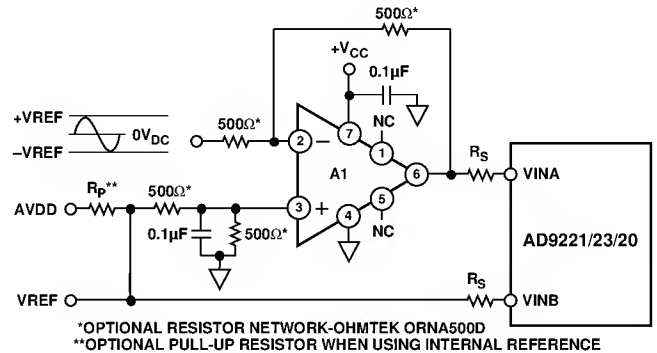 500Ω*
+VCC
0.1µF
+VREF
0VDC
–VREF
500Ω*
NC
2
–
7
1
A1
6
RS
VINA
RP**
500Ω*
AVDD
3
+
4
5
NC
0.1µF
500Ω*
AD9221/23/20
RS
VREF
VINB
*OPTIONAL RESISTOR NETWORK-OHMTEK ORNA500D
**OPTIONAL PULL-UP RESISTOR WHEN USING INTERNAL REFERENCE